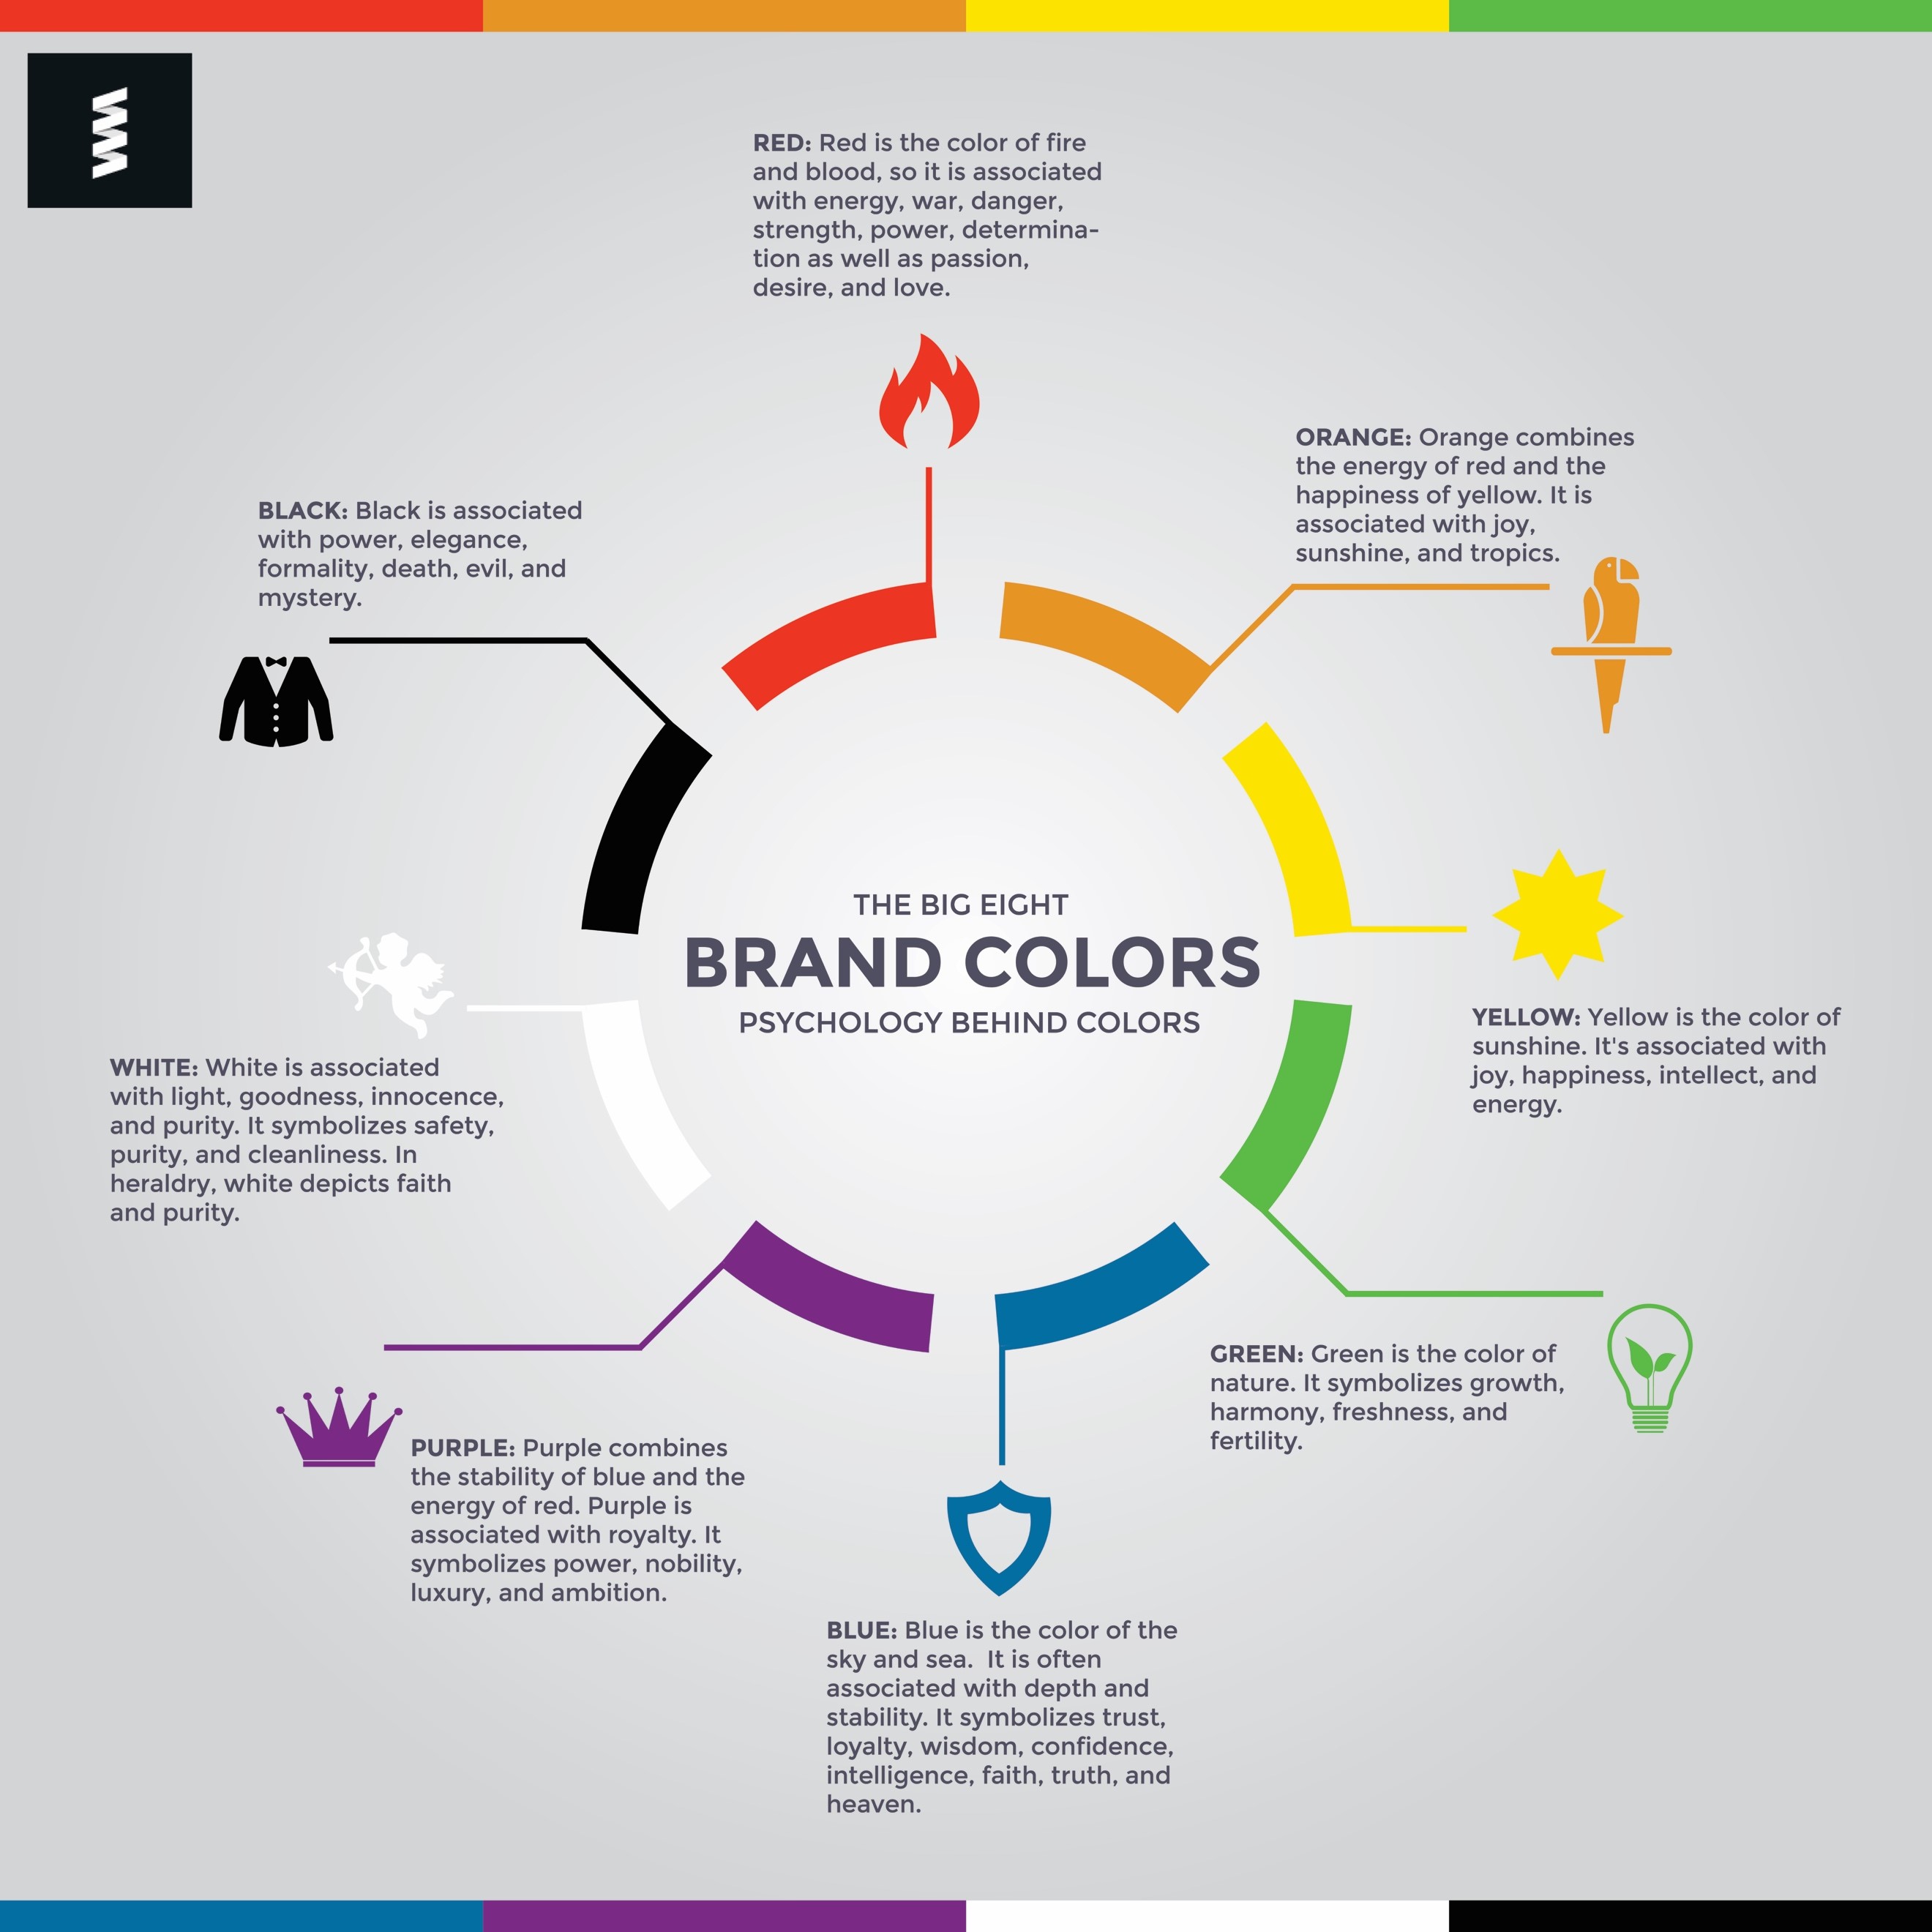 RED: Red is the color of fire
and blood, so it is associated
with energy, war, danger,
strength, power, determina-
tion as well as passion,
desire, and love.
ORANGE: Orange combines
the energy of red and the
happiness of yellow. It is
associated with joy,
sunshine, and tropics.
BLACK: Black is associated
with power, elegance,
formality, death, evil, and
mystery.
THE BIG EIGHT
BRAND COLORS
PSYCHOLOGY BEHIND COLORS
YELLOW: Yellow is the color of
sunshine. It's associated with
joy, happiness, intellect, and
energy.
WHITE: White is associated
with light, goodness, innocence,
and purity. It symbolizes safety,
purity, and cleanliness. In
heraldry, white depicts faith
and purity.
GREEN: Green is the color of
nature. It symbolizes growth,
harmony, freshness, and
fertility.
PURPLE: Purple combines
the stability of blue and the
energy of red. Purple is
associated with royalty. It
symbolizes power, nobility,
luxury, and ambition.
BLUE: Blue is the color of the
sky and sea.  It is often
associated with depth and
stability. It symbolizes trust,
loyalty, wisdom, confidence,
intelligence, faith, truth, and
heaven.